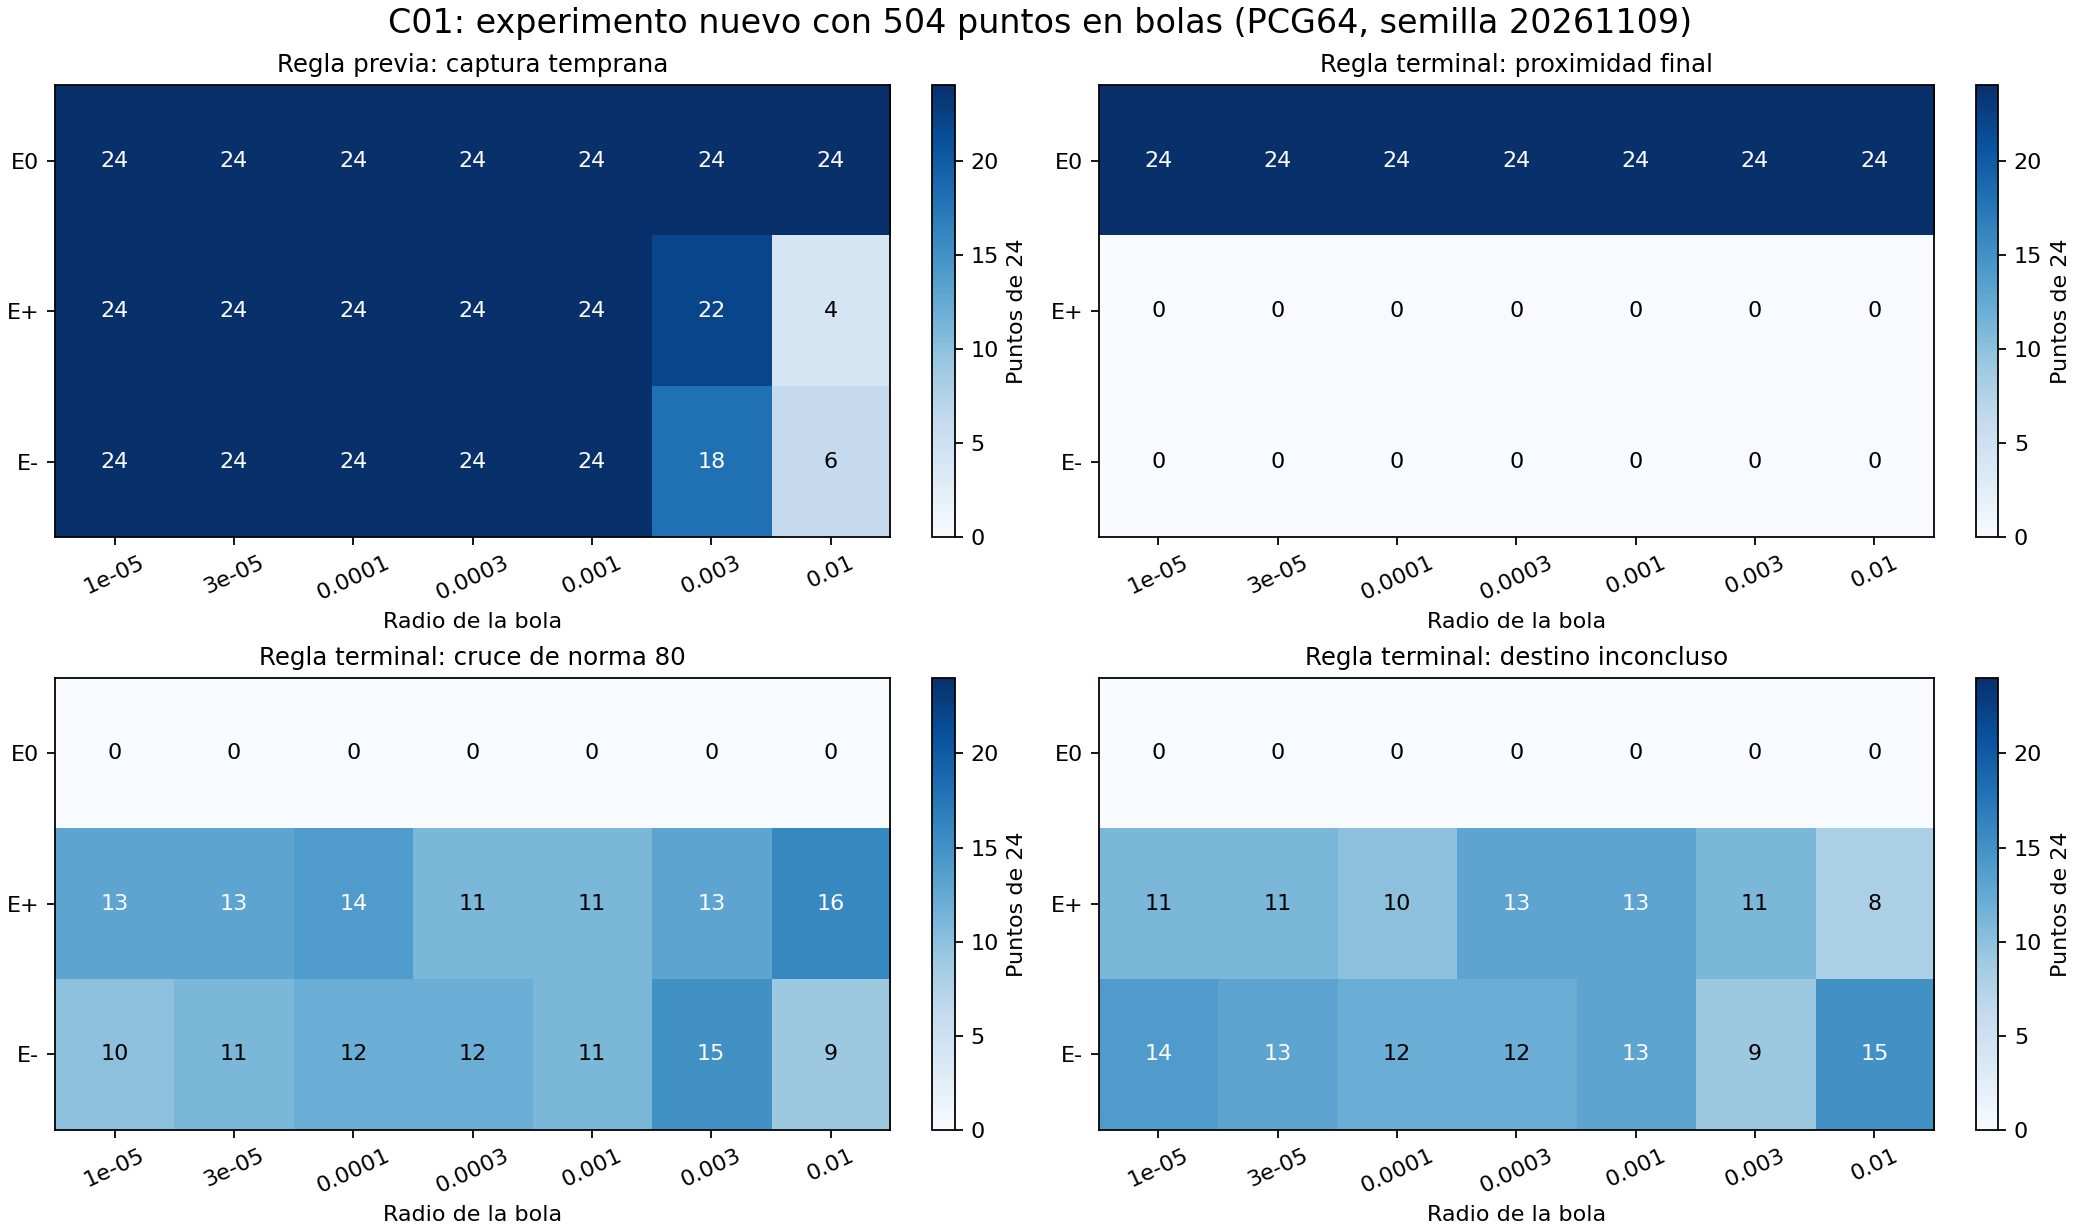 C01: experimento nuevo con 504 puntos en bolas (PCG64, semilla 20261109)
Regla previa: captura temprana
E0 24 24 24 24 24 24 24
E+ 24 24 24 24 24 22 4
E- 24 24 24 24 24 18 6
1e-05 3e-05 0.0001 0.0003 0.001 0.003 0.01
Radio de la bola
20
15
10
5
0
Puntos de 24
Regla terminal: proximidad final
E0 24 24 24 24 24 24 24
E+ 0 0 0 0 0 0 0
E- 0 0 0 0 0 0 0
1e-05 3e-05 0.0001 0.0003 0.001 0.003 0.01
Radio de la bola
20
15
10
5
0
Puntos de 24
Regla terminal: cruce de norma 80
E0 0 0 0 0 0 0 0
E+ 13 13 14 11 11 13 16
E- 10 11 12 12 11 15 9
1e-05 3e-05 0.0001 0.0003 0.001 0.003 0.01
Radio de la bola
20
15
10
5
0
Puntos de 24
Regla terminal: destino inconcluso
E0 0 0 0 0 0 0 0
E+ 11 11 10 13 13 11 8
E- 14 13 12 12 13 9 15
1e-05 3e-05 0.0001 0.0003 0.001 0.003 0.01
Radio de la bola
20
15
10
5
0
Puntos de 24